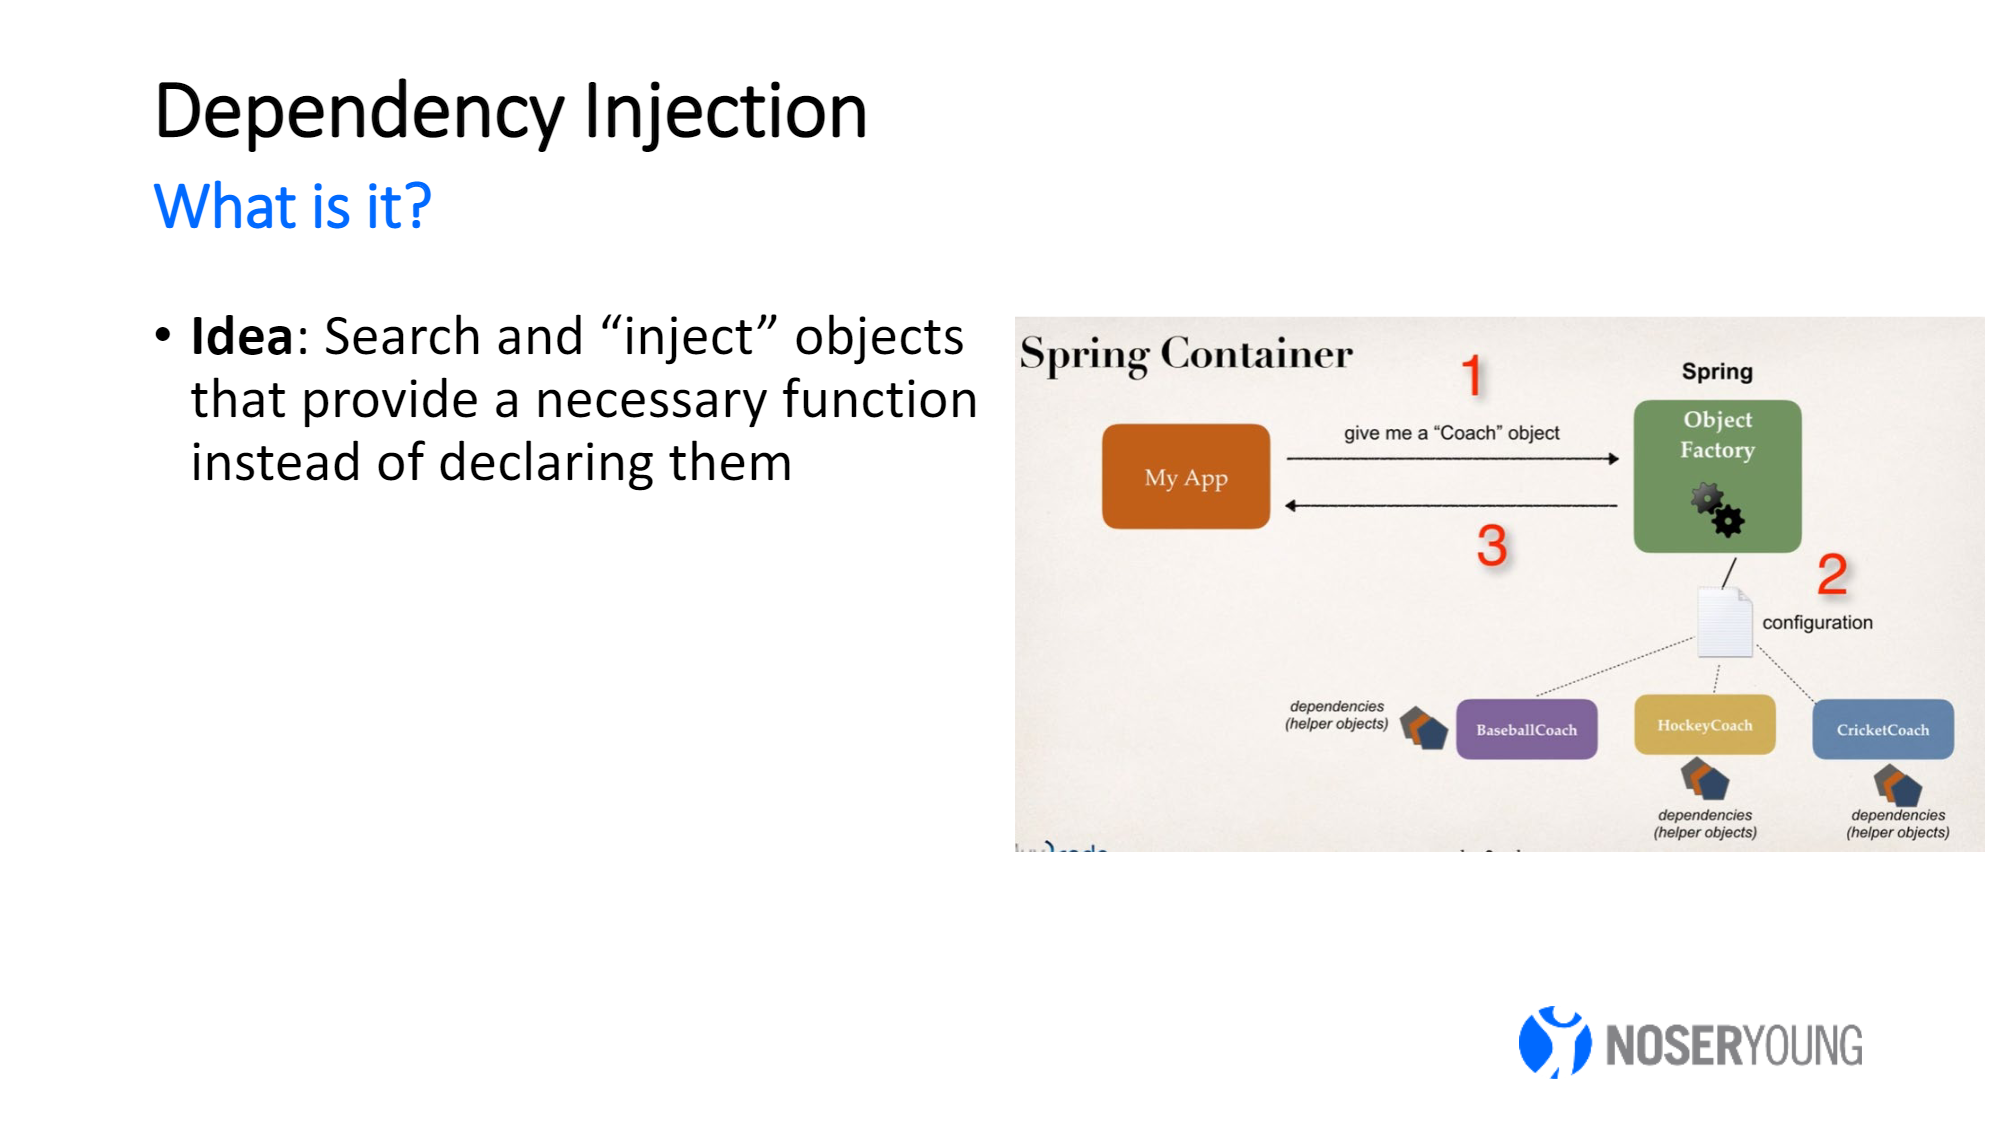 Dependency Injection
What is it?
• Idea: Search and “inject” objects
that provide a necessary function
instead of declaring them
Spring Container
1
Spring
Object
Factory
give me a “Coach” object
My App
3
2
configuration
dependencies
(helper objects)
BaseballCoach
HockeyCoach
CricketCoach
dependencies
(helper objects)
dependencies
(helper objects)
NOSERYOUNG